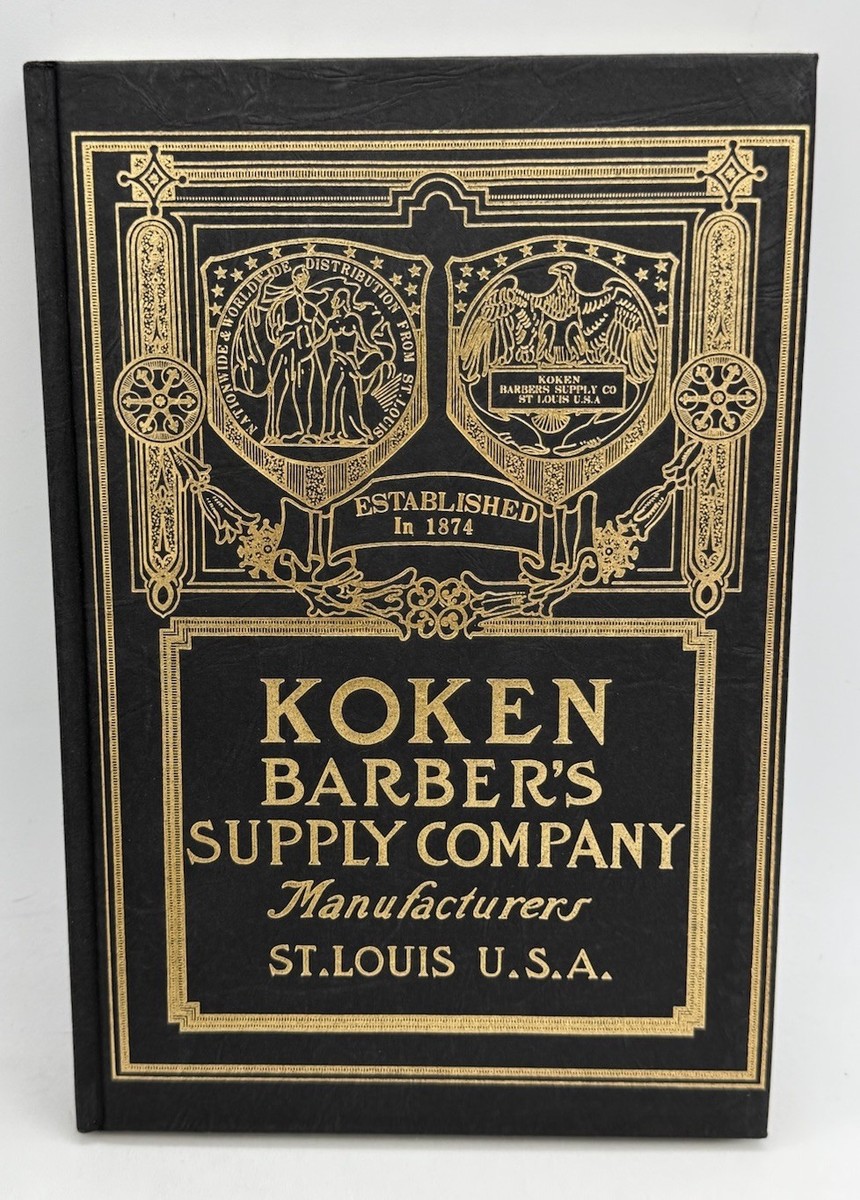 NATIONWIDE & WORLDWIDE DISTRIBUTION FROM ST. LOUIS
KOKEN
BARBERS SUPPLY CO
ST LOUIS U.S.A
ESTABLISHED
In 1874
KOKEN
BARBER'S
SUPPLY COMPANY
Manufacturers
ST. LOUIS U.S.A.